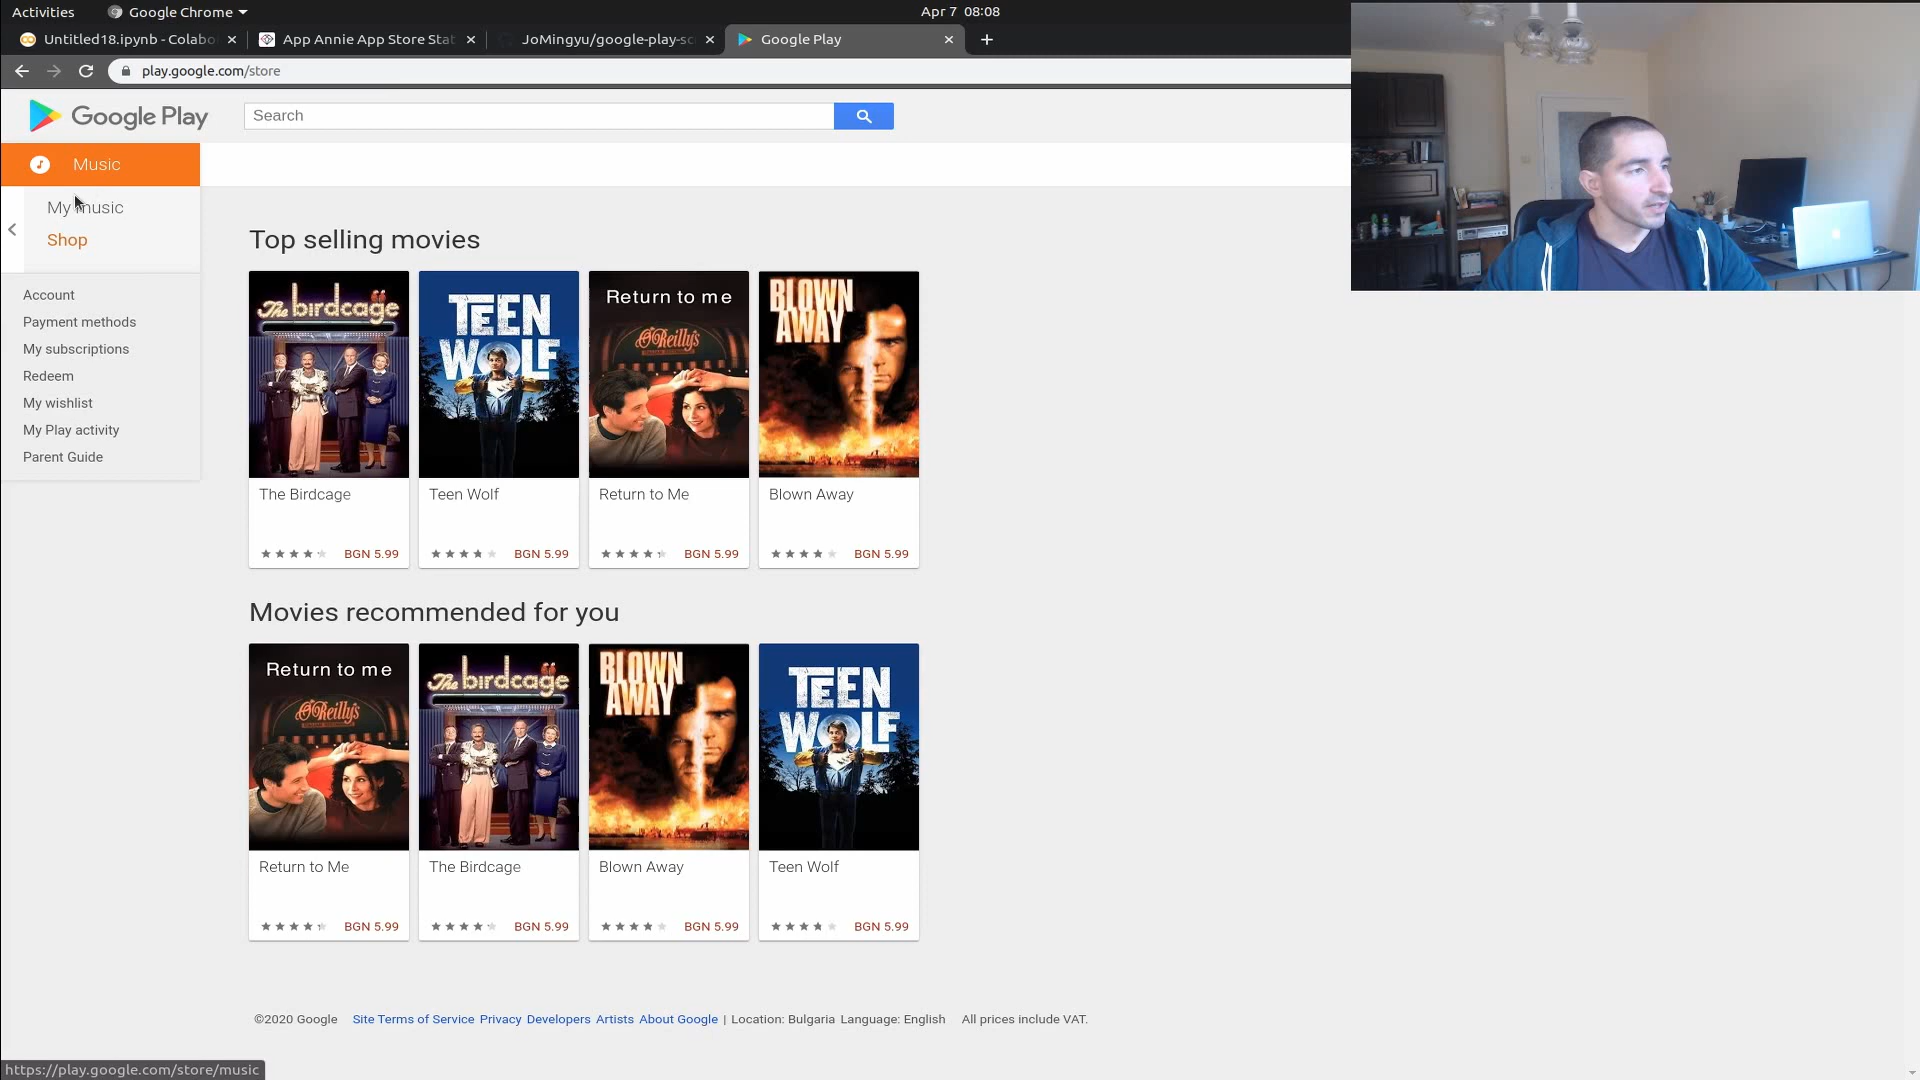 Activities
Google Chrome
Apr 7 08:08
Untitled18.ipynb - Colabo
App Annie App Store Stat
JoMingyu/google-play-sc
Google Play
play.google.com/store
Google Play
Search
Music
My music
Shop
Account
Payment methods
My subscriptions
Redeem
My wishlist
My Play activity
Parent Guide
Top selling movies
The birdcage
TEEN WOLF
Return to me
O'Reilly's
BLOWN AWAY
The Birdcage
Teen Wolf
Return to Me
Blown Away
BGN 5.99
BGN 5.99
BGN 5.99
BGN 5.99
Movies recommended for you
Return to me
O'Reilly's
The birdcage
BLOWN AWAY
TEEN WOLF
Return to Me
The Birdcage
Blown Away
Teen Wolf
BGN 5.99
BGN 5.99
BGN 5.99
BGN 5.99
©2020 Google Site Terms of Service Privacy Developers Artists About Google | Location: Bulgaria Language: English All prices include VAT.
https://play.google.com/store/music